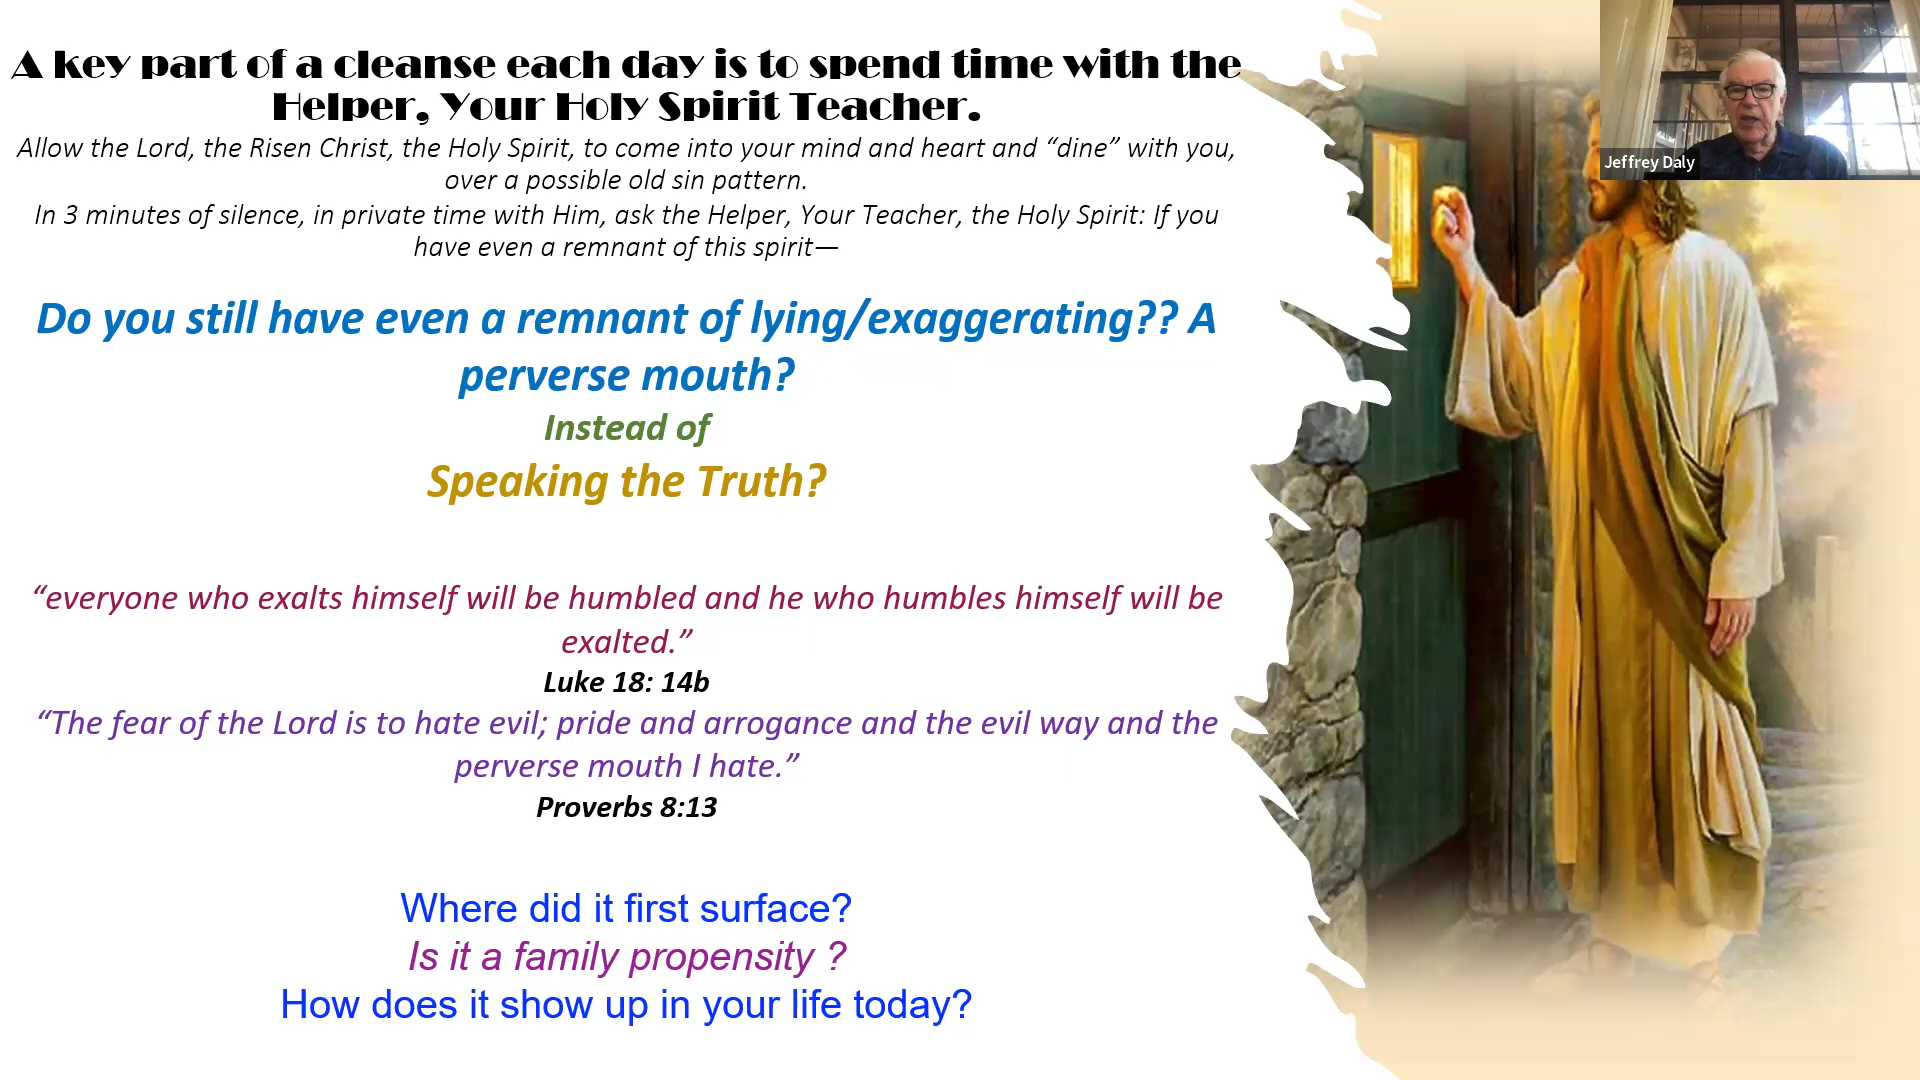 A key part of a cleanse each day is to spend time with the
Helper, Your Holy Spirit Teacher.
Allow the Lord, the Risen Christ, the Holy Spirit, to come into your mind and heart and “dine” with you,
over a possible old sin pattern.
In 3 minutes of silence, in private time with Him, ask the Helper, Your Teacher, the Holy Spirit: If you
have even a remnant of this spirit—
Do you still have even a remnant of lying/exaggerating?? A
perverse mouth?
Instead of
Speaking the Truth?
“everyone who exalts himself will be humbled and he who humbles himself will be
exalted.”
Luke 18: 14b
“The fear of the Lord is to hate evil; pride and arrogance and the evil way and the
perverse mouth I hate.”
Proverbs 8:13
Where did it first surface?
Is it a family propensity ?
How does it show up in your life today?
Jeffrey Daly